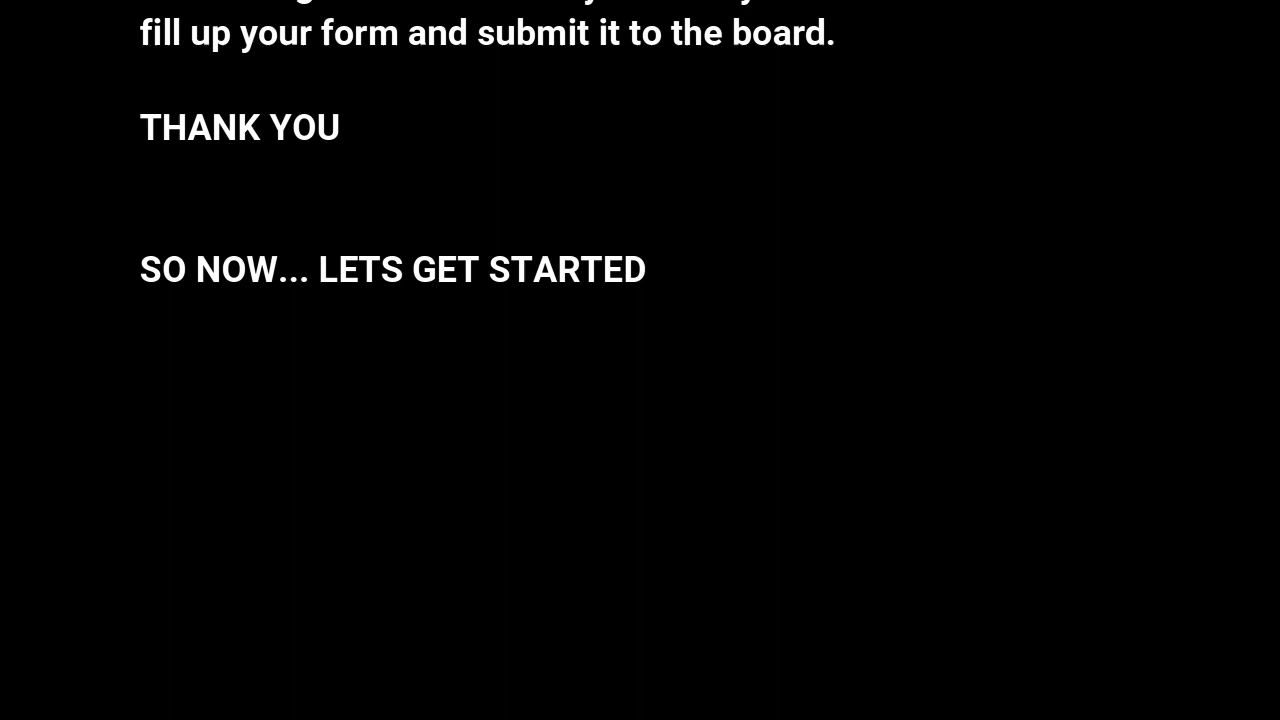 fill up your form and submit it to the board.
THANK YOU
SO NOW... LETS GET STARTED